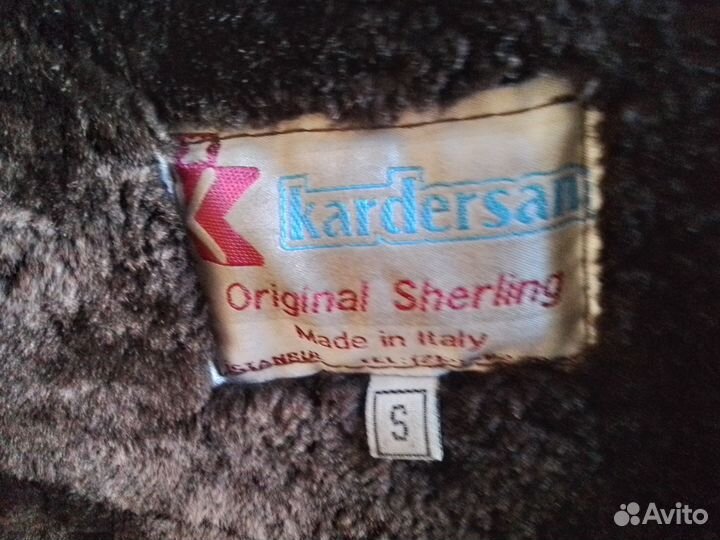 K kardersan
Original Sherling
Made in Italy
S
Avito